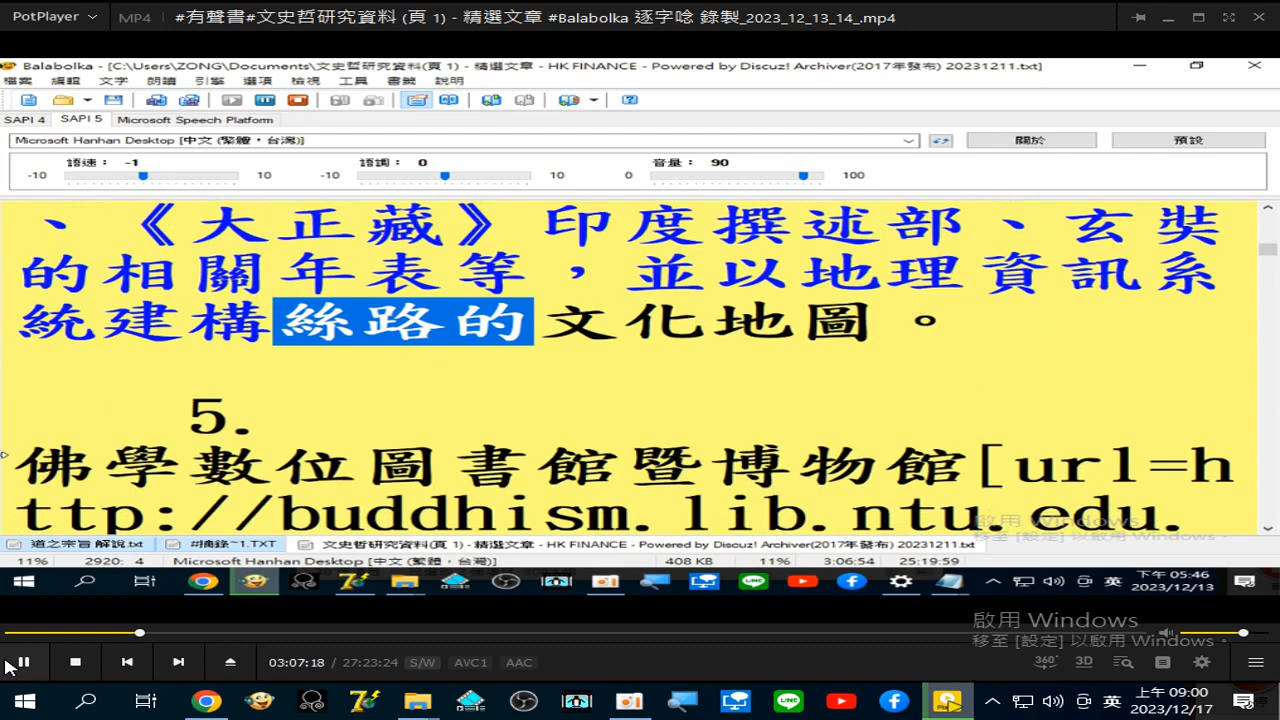 PotPlayer
MP4
#有聲書#文史哲研究資料 (頁 1) - 精選文章 #Balabolka 逐字唸 錄製_2023_12_13_14_.mp4
Balabolka - [C:\Users\ZONG\Documents\文史哲研究資料(頁 1) - 精選文章 - HK FINANCE - Powered by Discuz! Archiver(2017年發布) 20231211.txt]
檔案 編輯 文字 朗讀 引擎 選項 檢視 工具 書籤 說明
SAPI 4 SAPI 5 Microsoft Speech Platform
Microsoft Hanhan Desktop [中文 (繁體，台灣)]
關於 預設
語速： -1 語調： 0 音量： 90
-10 10 -10 10 0 100
、《大正藏》印度撰述部、玄奘
的相關年表等，並以地理資訊系
統建構絲路的文化地圖。
5.
佛學數位圖書館暨博物館[url=h
ttp://buddhism.lib.ntu.edu.
道之宗旨 解說.txt #摘錄~1.TXT 文史哲研究資料(頁 1) - 精選文章 - HK FINANCE - Powered by Discuz! Archiver(2017年發布) 20231211.txt
11% 2920: 4 Microsoft Hanhan Desktop [中文 (繁體，台灣)] 408 KB 11% 3:06:54 25:19:59
啟用 Windows
移至 [設定] 以啟用 Windows。
英 下午 05:46
2023/12/13
啟用 Windows
移至 [設定] 以啟用 Windows。
03:07:18 / 27:23:24 S/W AVC1 AAC
360° 3D
英 上午 09:00
2023/12/17